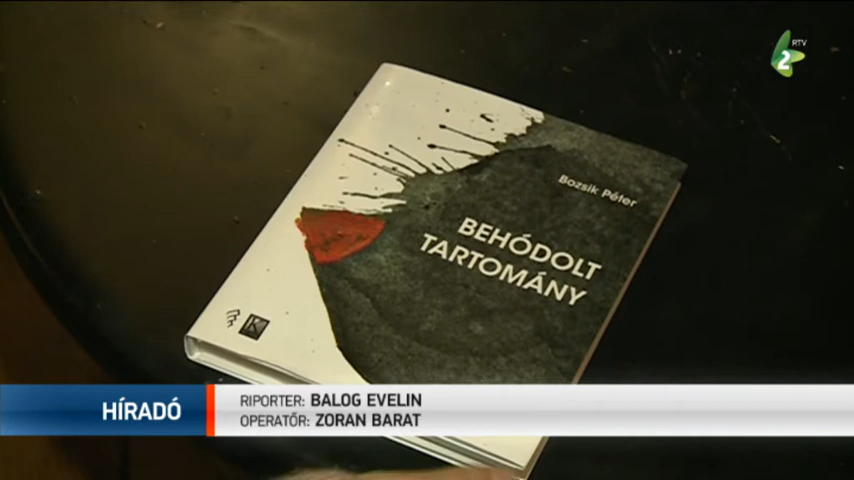 RTV
2
Bozsik Péter
BEHÓDOLT
TARTOMÁNY
K
HÍRADÓ
RIPORTER: BALOG EVELIN
OPERATŐR: ZORAN BARAT